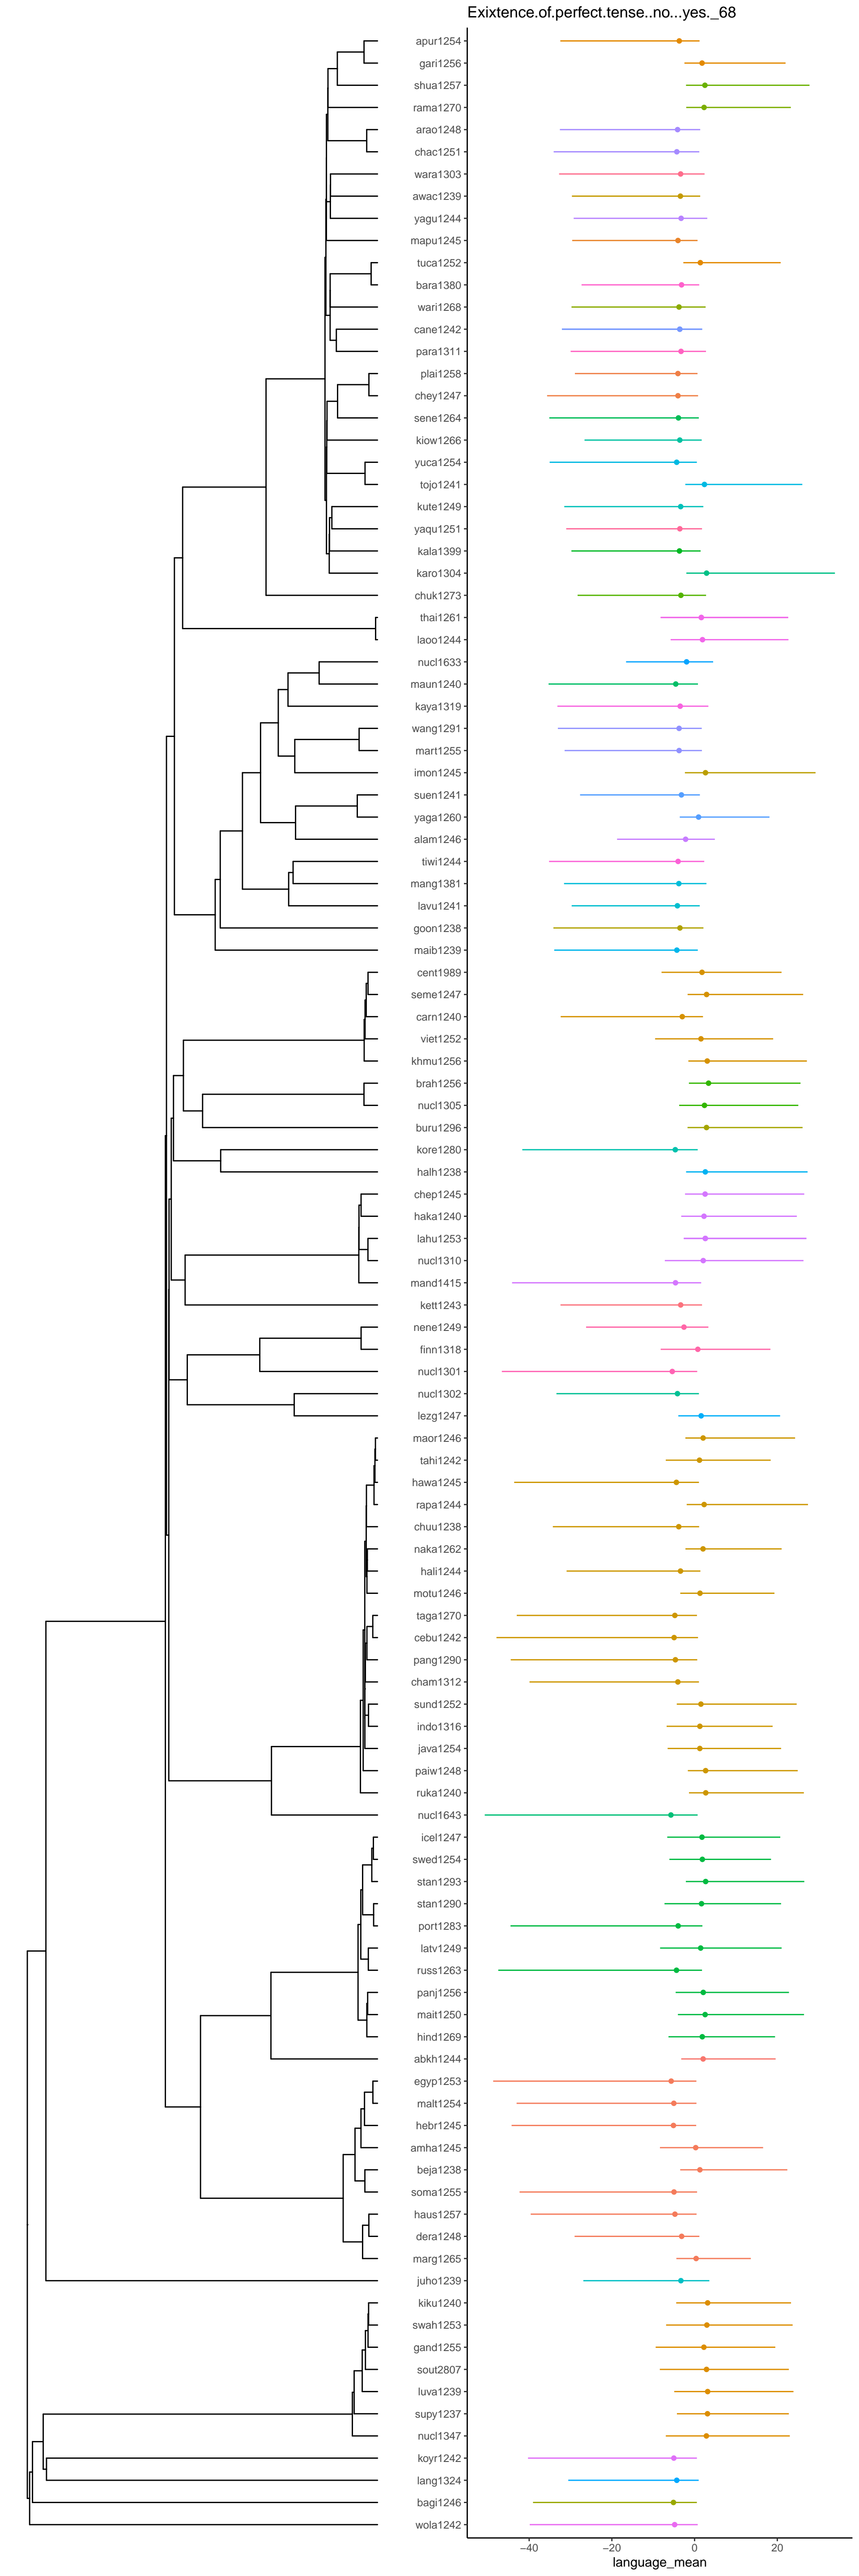 Exixtence.of.perfect.tense..no...yes._68
apur1254
gari1256
shua1257
rama1270
arao1248
chac1251
wara1303
awac1239
yagu1244
mapu1245
tuca1252
bara1380
wari1268
cane1242
para1311
plai1258
chey1247
sene1264
kiow1266
yuca1254
tojo1241
kute1249
yaqu1251
kala1399
karo1304
chuk1273
thai1261
laoo1244
nucl1633
maun1240
kaya1319
wang1291
mart1255
imon1245
suen1241
yaga1260
alam1246
tiwi1244
mang1381
lavu1241
goon1238
maib1239
cent1989
seme1247
carn1240
viet1252
khmu1256
brah1256
nucl1305
buru1296
kore1280
halh1238
chep1245
haka1240
lahu1253
nucl1310
mand1415
kett1243
nene1249
finn1318
nucl1301
nucl1302
lezg1247
maor1246
tahi1242
hawa1245
rapa1244
chuu1238
naka1262
hali1244
motu1246
taga1270
cebu1242
pang1290
cham1312
sund1252
indo1316
java1254
paiw1248
ruka1240
nucl1643
icel1247
swed1254
stan1293
stan1290
port1283
latv1249
russ1263
panj1256
mait1250
hind1269
abkh1244
egyp1253
malt1254
hebr1245
amha1245
beja1238
soma1255
haus1257
dera1248
marg1265
juho1239
kiku1240
swah1253
gand1255
sout2807
luva1239
supy1237
nucl1347
koyr1242
lang1324
bagi1246
wola1242
−40 −20 0 20
language_mean